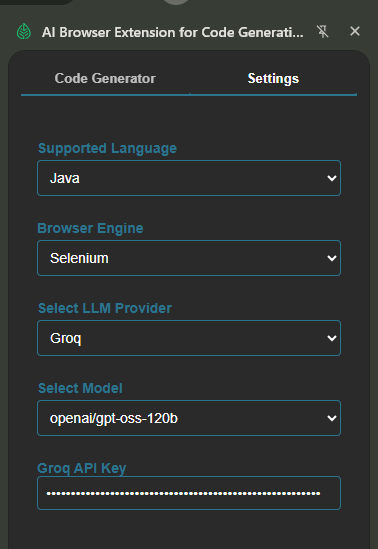 AI Browser Extension for Code Generati...
Code Generator Settings
Supported Language
Java
Browser Engine
Selenium
Select LLM Provider
Groq
Select Model
openai/gpt-oss-120b
Groq API Key